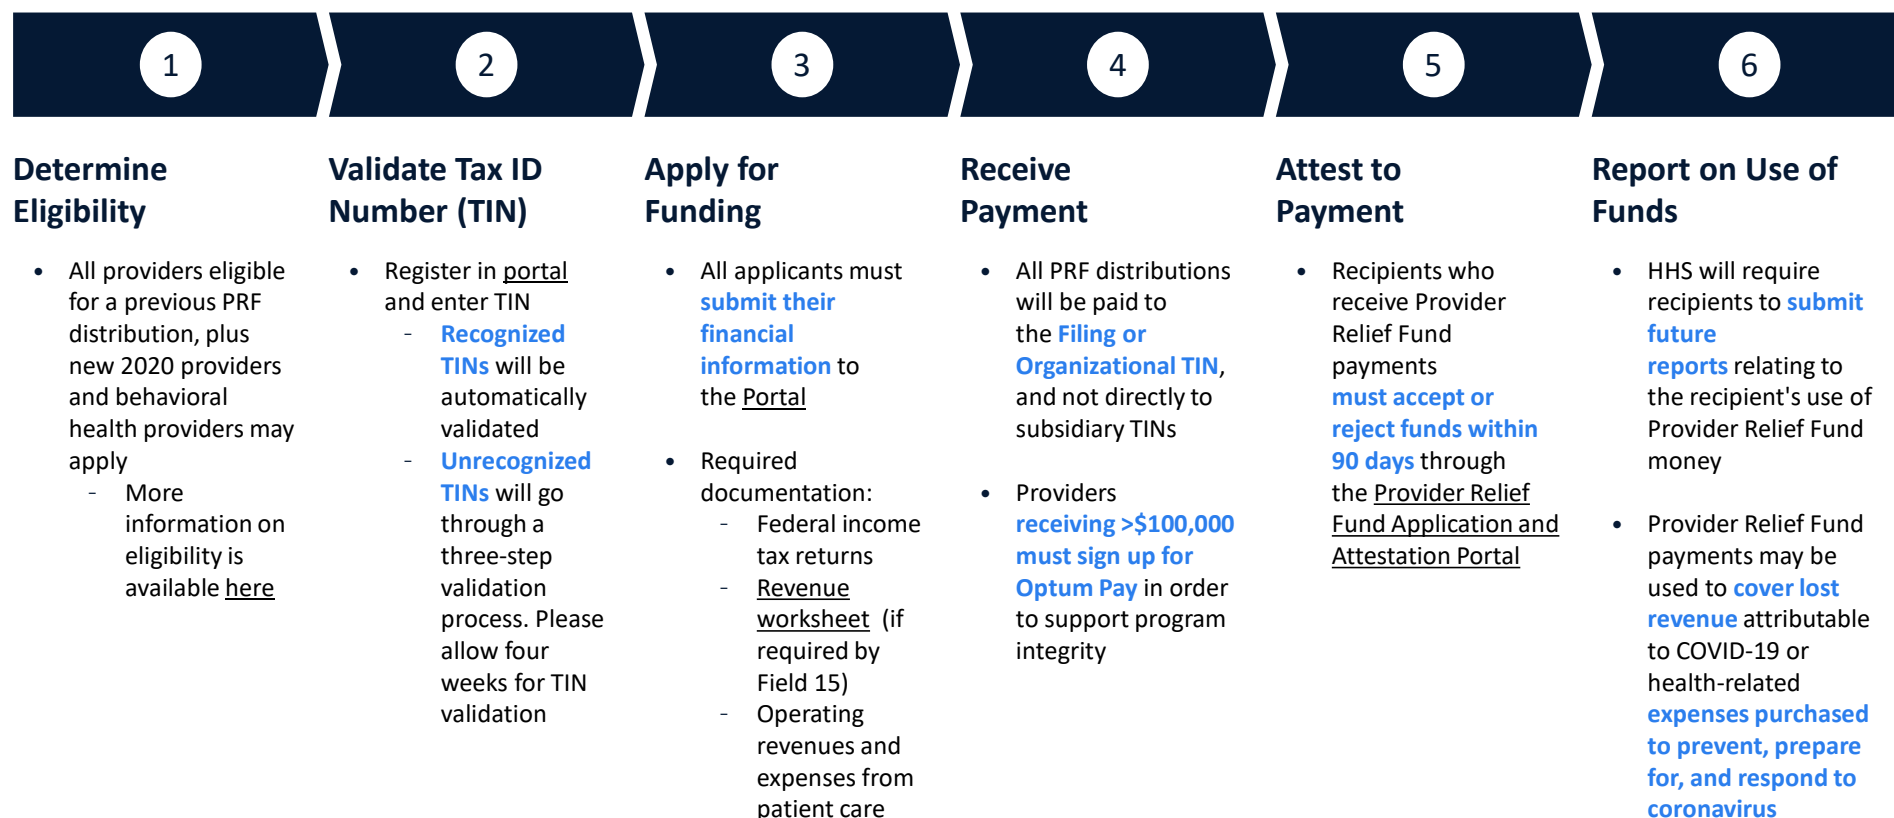 1
2
3
4
5
6
Determine
Eligibility
• All providers eligible
for a previous PRF
distribution, plus
new 2020 providers
and behavioral
health providers may
apply
- More
information on
eligibility is
available here
Validate Tax ID
Number (TIN)
• Register in portal
and enter TIN
- Recognized
TINs will be
automatically
validated
- Unrecognized
TINs will go
through a
three-step
validation
process. Please
allow four
weeks for TIN
validation
Apply for
Funding
• All applicants must
submit their
financial
information to
the Portal
• Required
documentation:
- Federal income
tax returns
- Revenue
worksheet (if
required by
Field 15)
- Operating
revenues and
expenses from
patient care
Receive
Payment
• All PRF distributions
will be paid to
the Filing or
Organizational TIN,
and not directly to
subsidiary TINs
• Providers
receiving >$100,000
must sign up for
Optum Pay in order
to support program
integrity
Attest to
Payment
• Recipients who
receive Provider
Relief Fund
payments
must accept or
reject funds within
90 days through
the Provider Relief
Fund Application and
Attestation Portal
Report on Use of
Funds
• HHS will require
recipients to submit
future
reports relating to
the recipient's use of
Provider Relief Fund
money
• Provider Relief Fund
payments may be
used to cover lost
revenue attributable
to COVID-19 or
health-related
expenses purchased
to prevent, prepare
for, and respond to
coronavirus